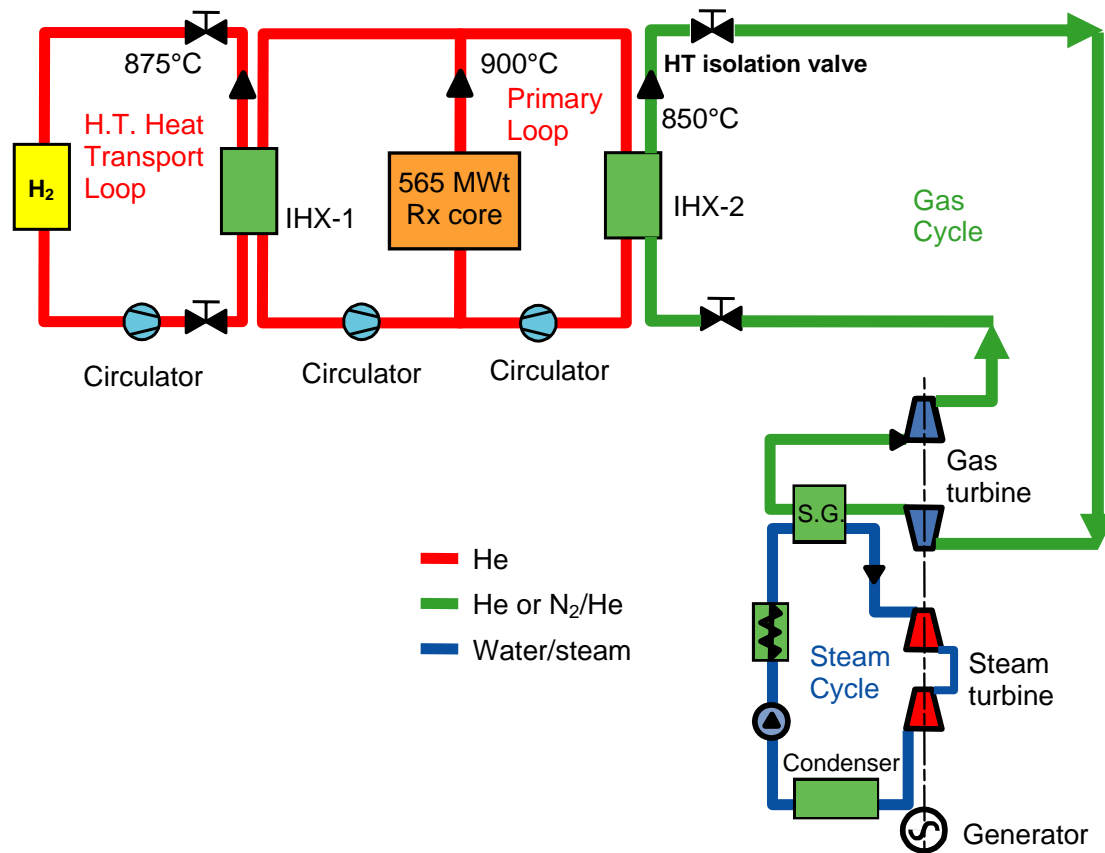 875°C
900°C
HT isolation valve
Primary
Loop
850°C
H.T. Heat
Transport
Loop
H₂
565 MWt
Rx core
IHX-1
IHX-2
Gas
Cycle
Circulator
Circulator
Circulator
Gas
turbine
S.G.
He
He or N₂/He
Water/steam
Steam
Cycle
Steam
turbine
Condenser
Generator